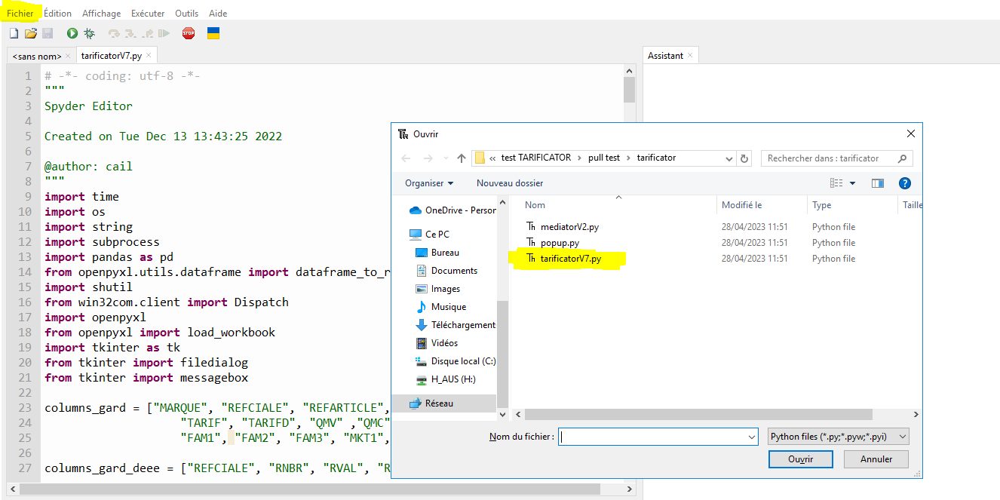 Fichier Édition Affichage Exécuter Outils Aide
STOP
<sans nom> × tarificatorV7.py ×
Assistant ×
1 # -*- coding: utf-8 -*-
2 """
3 Spyder Editor
4
5 Created on Tue Dec 13 13:43:25 2022
6
7 @author: cail
8 """
9 import time
10 import os
11 import string
12 import subprocess
13 import pandas as pd
14 from openpyxl.utils.dataframe import dataframe_to_r
15 import shutil
16 from win32com.client import Dispatch
17 import openpyxl
18 from openpyxl import load_workbook
19 import tkinter as tk
20 from tkinter import filedialog
21 from tkinter import messagebox
22
23 columns_gard = ["MARQUE", "REFCIALE", "REFARTICLE",
24 "TARIF", "TARIFD", "QMV" ,"QMC"
25 "FAM1", "FAM2", "FAM3", "MKT1",
26
27 columns_gard_deee = ["REFCIALE", "RNBR", "RVAL", "R
Ouvrir
« test TARIFICATOR › pull test › tarificator
Rechercher dans : tarificator
Organiser Nouveau dossier
OneDrive - Person
Ce PC
Bureau
Documents
Images
Musique
Téléchargement
Vidéos
Disque local (C:)
H_AUS (H:)
Réseau
Nom Modifié le Type Taille
mediatorV2.py 28/04/2023 11:51 Python file
popup.py 28/04/2023 11:51 Python file
tarificatorV7.py 28/04/2023 11:51 Python file
Nom du fichier :
Python files (*.py;*.pyw;*.pyi)
Ouvrir Annuler